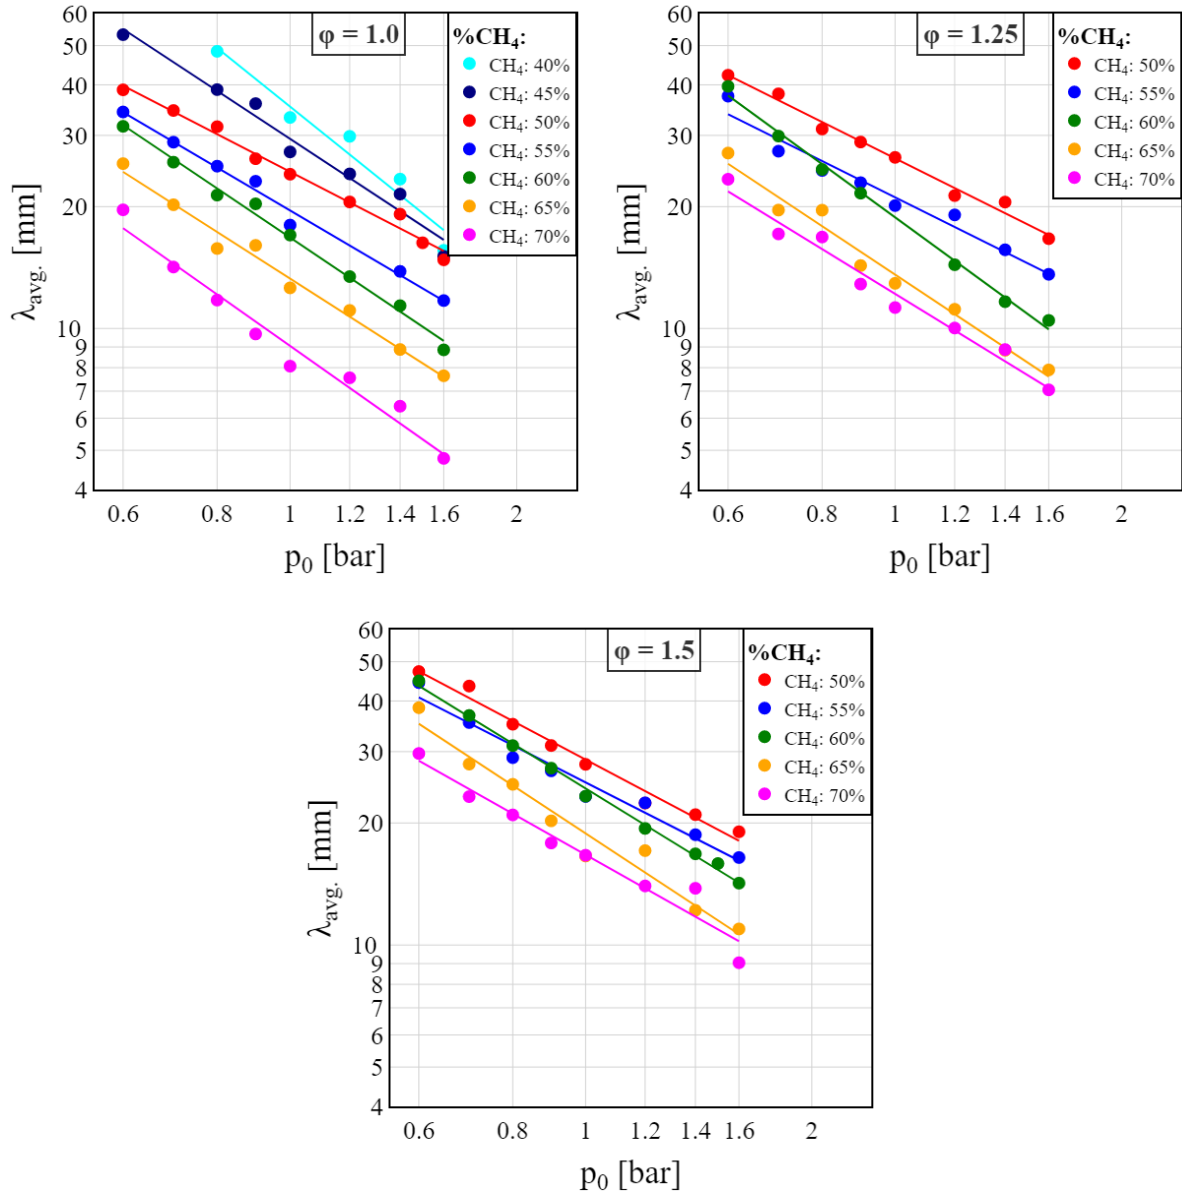 φ = 1.0
%CH₄:
CH₄: 40%
CH₄: 45%
CH₄: 50%
CH₄: 55%
CH₄: 60%
CH₄: 65%
CH₄: 70%
60
50
40
30
20
10
9
8
7
6
5
4
λavg. [mm]
0.6 0.8 1 1.2 1.4 1.6 2
p₀ [bar]
φ = 1.25
%CH₄:
CH₄: 50%
CH₄: 55%
CH₄: 60%
CH₄: 65%
CH₄: 70%
60
50
40
30
20
10
9
8
7
6
5
4
λavg. [mm]
0.6 0.8 1 1.2 1.4 1.6 2
p₀ [bar]
φ = 1.5
%CH₄:
CH₄: 50%
CH₄: 55%
CH₄: 60%
CH₄: 65%
CH₄: 70%
60
50
40
30
20
10
9
8
7
6
5
4
λavg. [mm]
0.6 0.8 1 1.2 1.4 1.6 2
p₀ [bar]